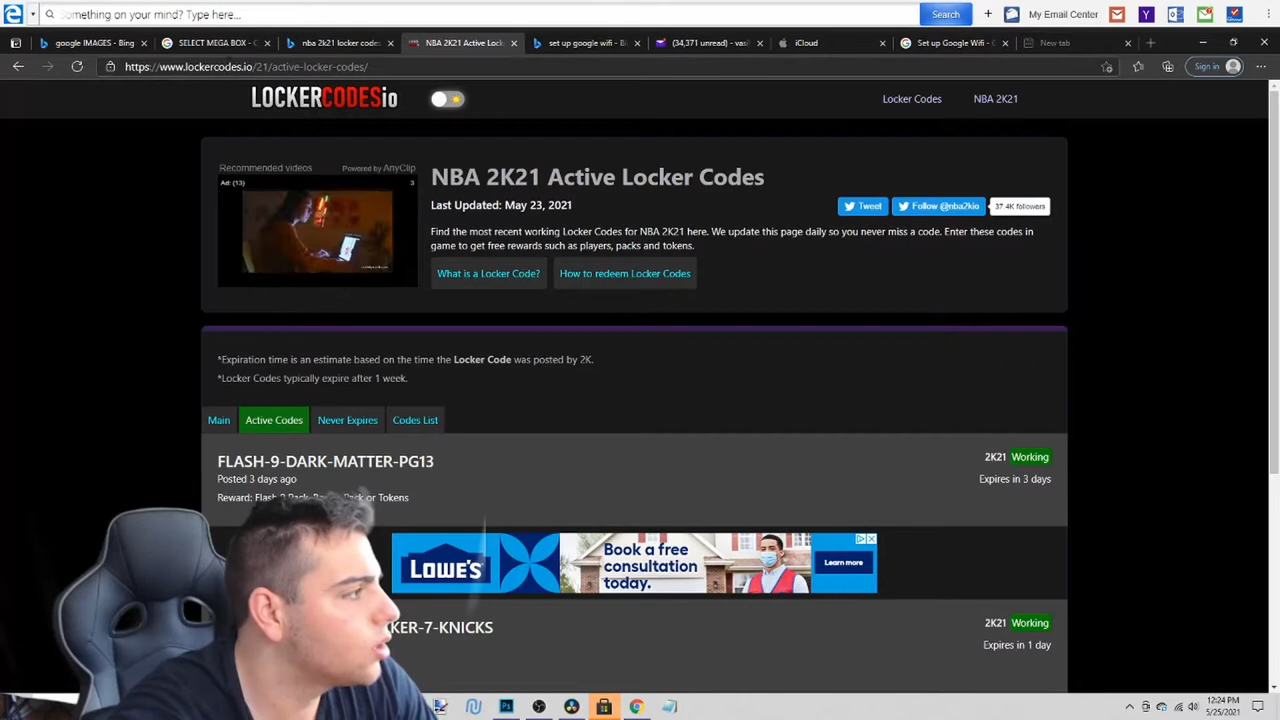 Something on your mind? Type here...
Search
My Email Center
google IMAGES - Bing
SELECT MEGA BOX -
nba 2k21 locker codes
NBA 2K21 Active Lock
set up google wifi - Bin
(34,371 unread) - vas
iCloud
Set up Google Wifi -
New tab
https://www.lockercodes.io/21/active-locker-codes/
Sign in
LOCKERCODESio
Locker Codes
NBA 2K21
Recommended videos
Powered by AnyClip
Ad: (13)
3
NBA 2K21 Active Locker Codes
Last Updated: May 23, 2021
Tweet
Follow @nba2kio
37.4K followers
Find the most recent working Locker Codes for NBA 2K21 here. We update this page daily so you never miss a code. Enter these codes in
game to get free rewards such as players, packs and tokens.
What is a Locker Code?
How to redeem Locker Codes
*Expiration time is an estimate based on the time the Locker Code was posted by 2K.
*Locker Codes typically expire after 1 week.
Main
Active Codes
Never Expires
Codes List
FLASH-9-DARK-MATTER-PG13
2K21 Working
Posted 3 days ago
Expires in 3 days
Reward: Flash 9 Pack, Pack or Tokens
LOWE'S
Book a free
consultation
today.
Learn more
KER-7-KNICKS
2K21 Working
Expires in 1 day
12:24 PM
5/25/2021